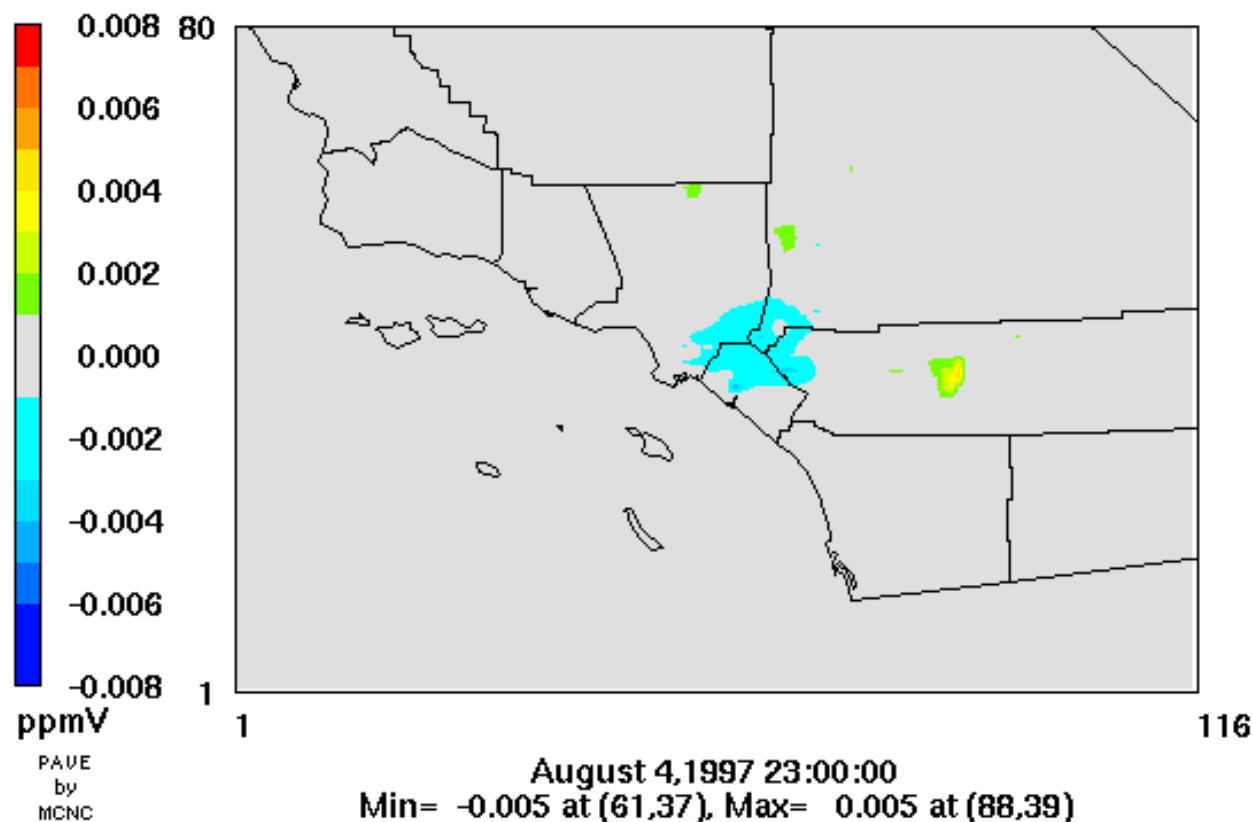 0.008
0.006
0.004
0.002
0.000
-0.002
-0.004
-0.006
-0.008
ppmV
PAVE
by
MCNC
80
1
1
116
August 4,1997 23:00:00
Min= -0.005 at (61,37), Max= 0.005 at (88,39)